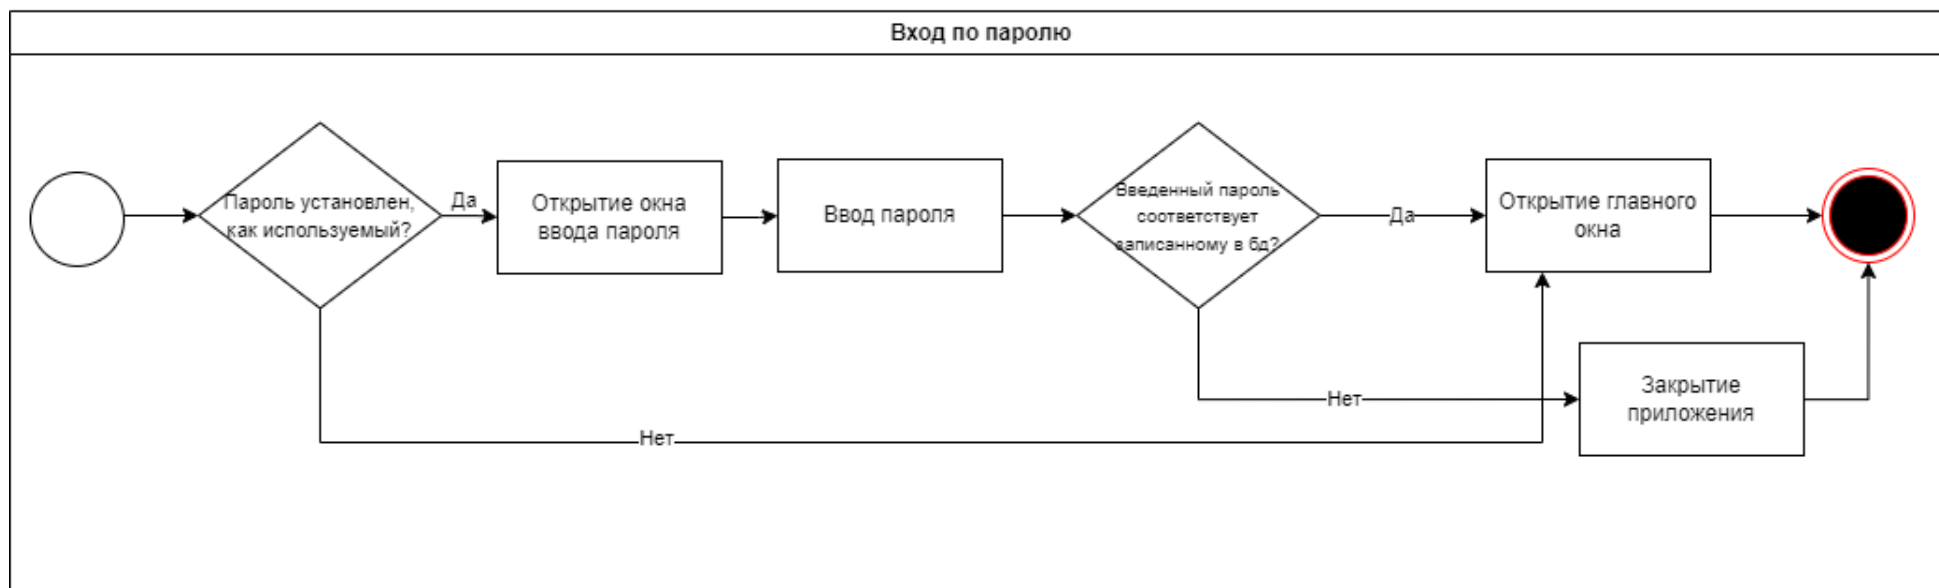 Вход по паролю
Пароль установлен,
как используемый?
Да
Открытие окна
ввода пароля
Ввод пароля
Введенный пароль
соответствует
записанному в бд?
Да
Открытие главного
окна
Нет
Закрытие
приложения
Нет